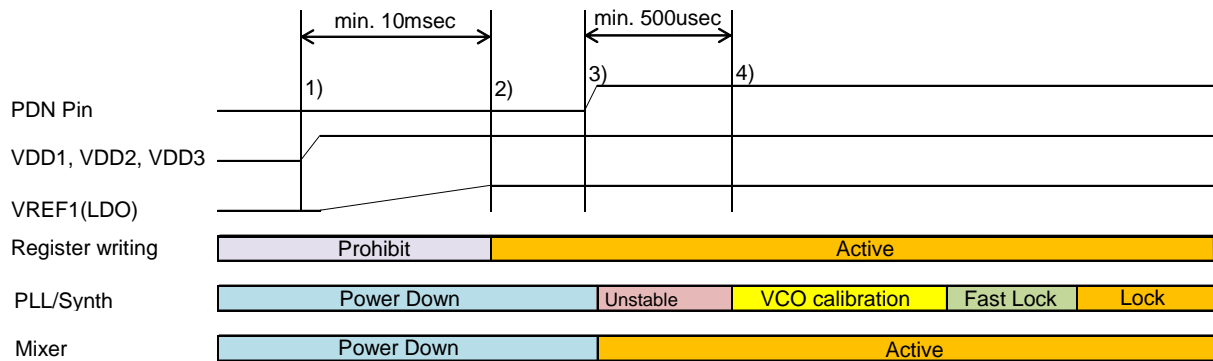 min. 10msec
min. 500usec
1)
2)
3)
4)
PDN Pin
VDD1, VDD2, VDD3
VREF1(LDO)
Register writing Prohibit Active
PLL/Synth Power Down Unstable VCO calibration Fast Lock Lock
Mixer Power Down Active